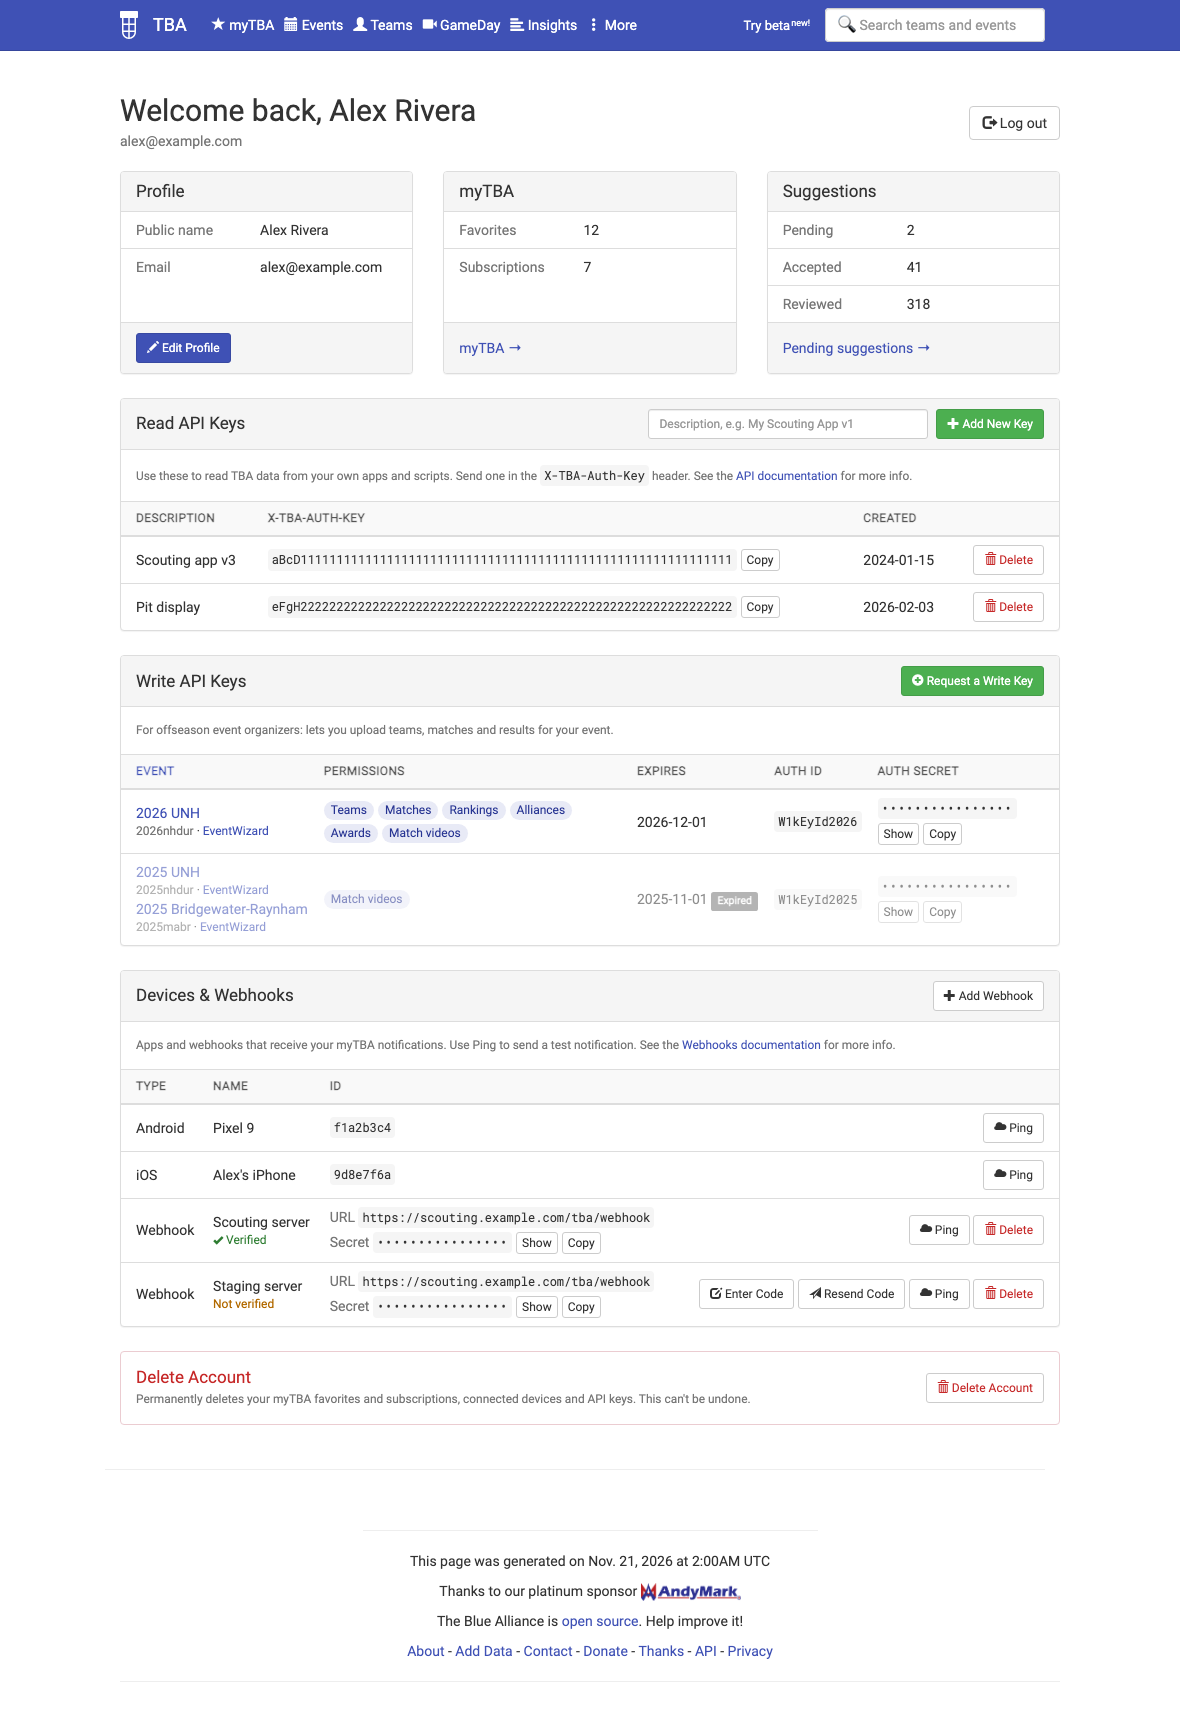 TBA myTBA Events Teams GameDay Insights More Try beta new! Search teams and events
Welcome back, Alex Rivera
alex@example.com
Log out
Profile
Public name Alex Rivera
Email alex@example.com
Edit Profile
myTBA
Favorites 12
Subscriptions 7
myTBA →
Suggestions
Pending 2
Accepted 41
Reviewed 318
Pending suggestions →
Read API Keys Description, e.g. My Scouting App v1 Add New Key
Use these to read TBA data from your own apps and scripts. Send one in the X-TBA-Auth-Key header. See the API documentation for more info.
DESCRIPTION X-TBA-AUTH-KEY CREATED
Scouting app v3 aBcD111111111111111111111111111111111111111111111111111111111111 Copy 2024-01-15 Delete
Pit display eFgH222222222222222222222222222222222222222222222222222222222222 Copy 2026-02-03 Delete
Write API Keys Request a Write Key
For offseason event organizers: lets you upload teams, matches and results for your event.
EVENT PERMISSIONS EXPIRES AUTH ID AUTH SECRET
2026 UNH
2026nhdur · EventWizard
Teams Matches Rankings Alliances
Awards Match videos
2026-12-01 W1kEyId2026 ••••••••••••••••
Show Copy
2025 UNH
2025nhdur · EventWizard
2025 Bridgewater-Raynham
2025mabr · EventWizard
Match videos 2025-11-01 Expired W1kEyId2025 ••••••••••••••••
Show Copy
Devices & Webhooks Add Webhook
Apps and webhooks that receive your myTBA notifications. Use Ping to send a test notification. See the Webhooks documentation for more info.
TYPE NAME ID
Android Pixel 9 f1a2b3c4 Ping
iOS Alex's iPhone 9d8e7f6a Ping
Webhook Scouting server
Verified
URL https://scouting.example.com/tba/webhook
Secret •••••••••••••••• Show Copy
Ping Delete
Webhook Staging server
Not verified
URL https://scouting.example.com/tba/webhook
Secret •••••••••••••••• Show Copy
Enter Code Resend Code Ping Delete
Delete Account
Permanently deletes your myTBA favorites and subscriptions, connected devices and API keys. This can't be undone.
Delete Account
This page was generated on Nov. 21, 2026 at 2:00AM UTC
Thanks to our platinum sponsor AndyMark
The Blue Alliance is open source. Help improve it!
About - Add Data - Contact - Donate - Thanks - API - Privacy